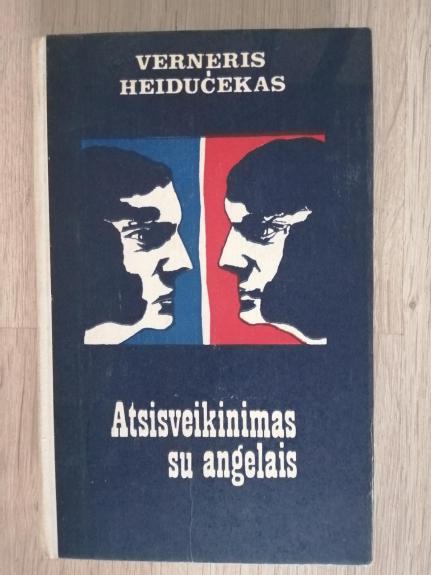 VERNERIS
HEIDUČEKAS
Atsisveikinimas
su angelais